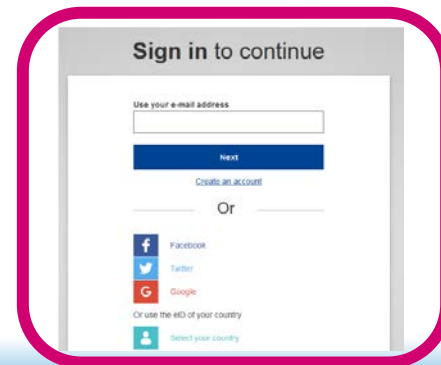 Sign in to continue
Use your e-mail address
Next
Create an account
Or
Facebook
Twitter
Google
Or use the eID of your country
Select your country